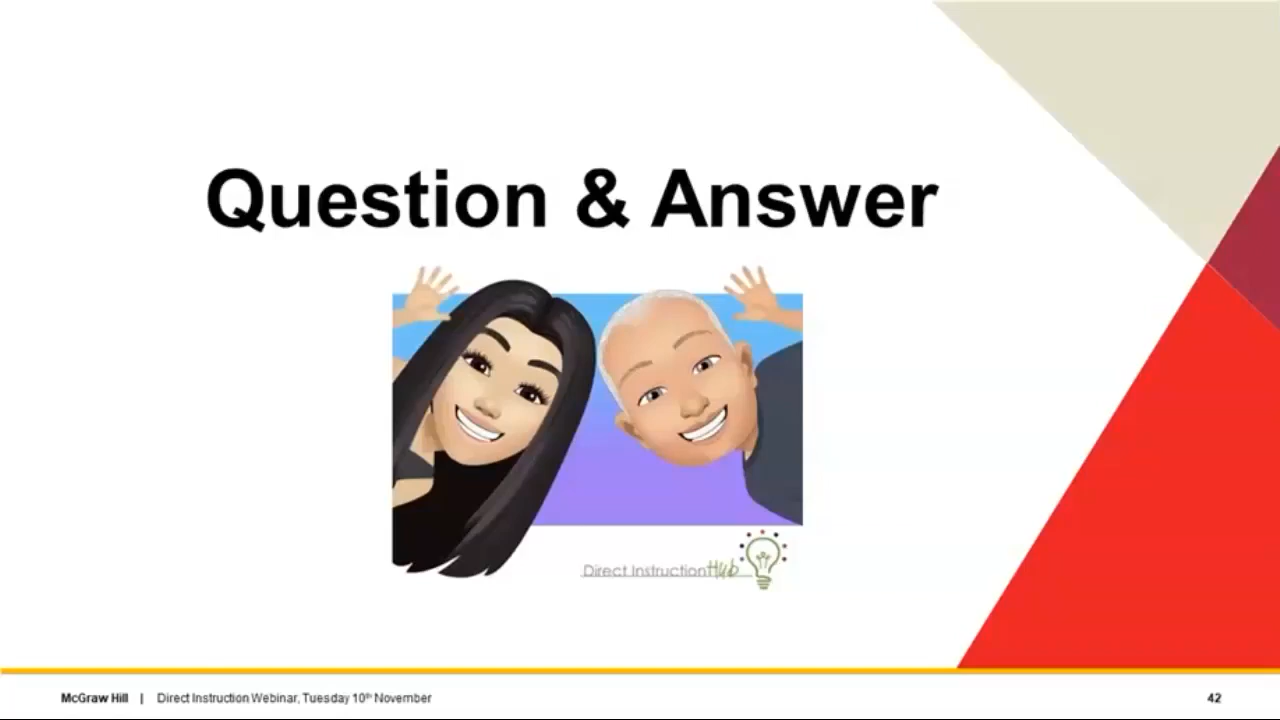 Question & Answer
Direct InstructionHub
McGraw Hill | Direct Instruction Webinar, Tuesday 10th November
42